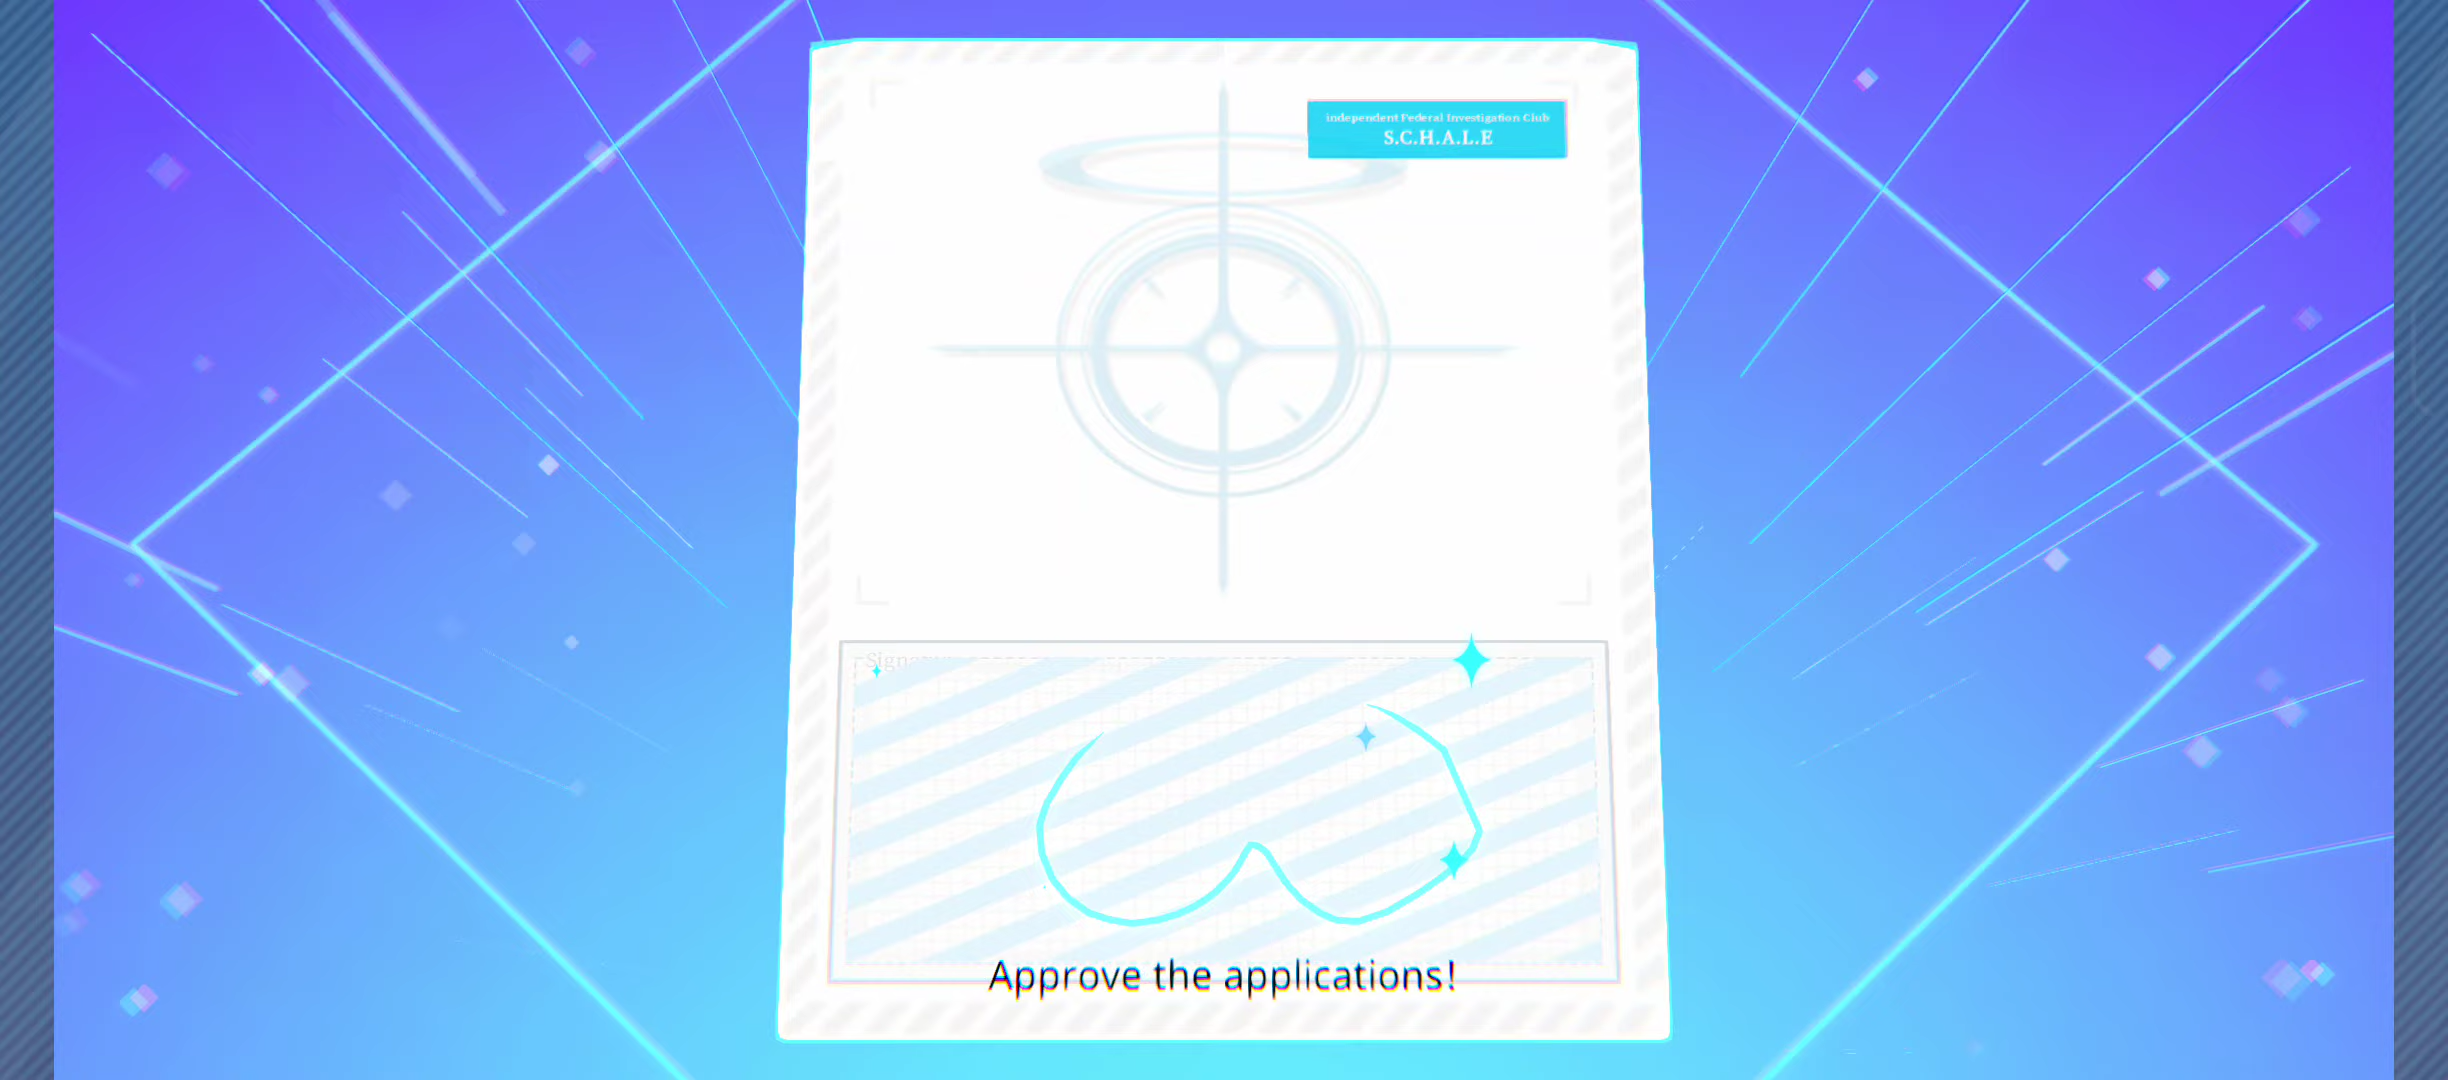 independent Federal Investigation Club
S.C.H.A.L.E
Approve the applications!